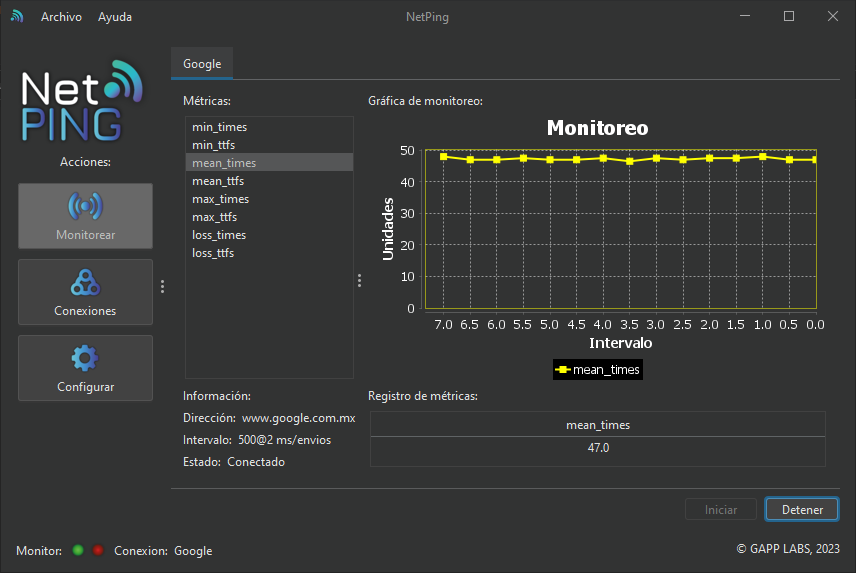 Archivo Ayuda NetPing
Net
PING
Acciones:
Monitorear
Conexiones
Configurar
Google
Métricas:
min_times
min_ttfs
mean_times
mean_ttfs
max_times
max_ttfs
loss_times
loss_ttfs
Gráfica de monitoreo:
Monitoreo
Unidades
50
40
30
20
10
0
7.0 6.5 6.0 5.5 5.0 4.5 4.0 3.5 3.0 2.5 2.0 1.5 1.0 0.5 0.0
Intervalo
mean_times
Información:
Dirección: www.google.com.mx
Intervalo: 500@2 ms/envios
Estado: Conectado
Registro de métricas:
mean_times
47.0
Iniciar Detener
Monitor: Conexion: Google
© GAPP LABS, 2023